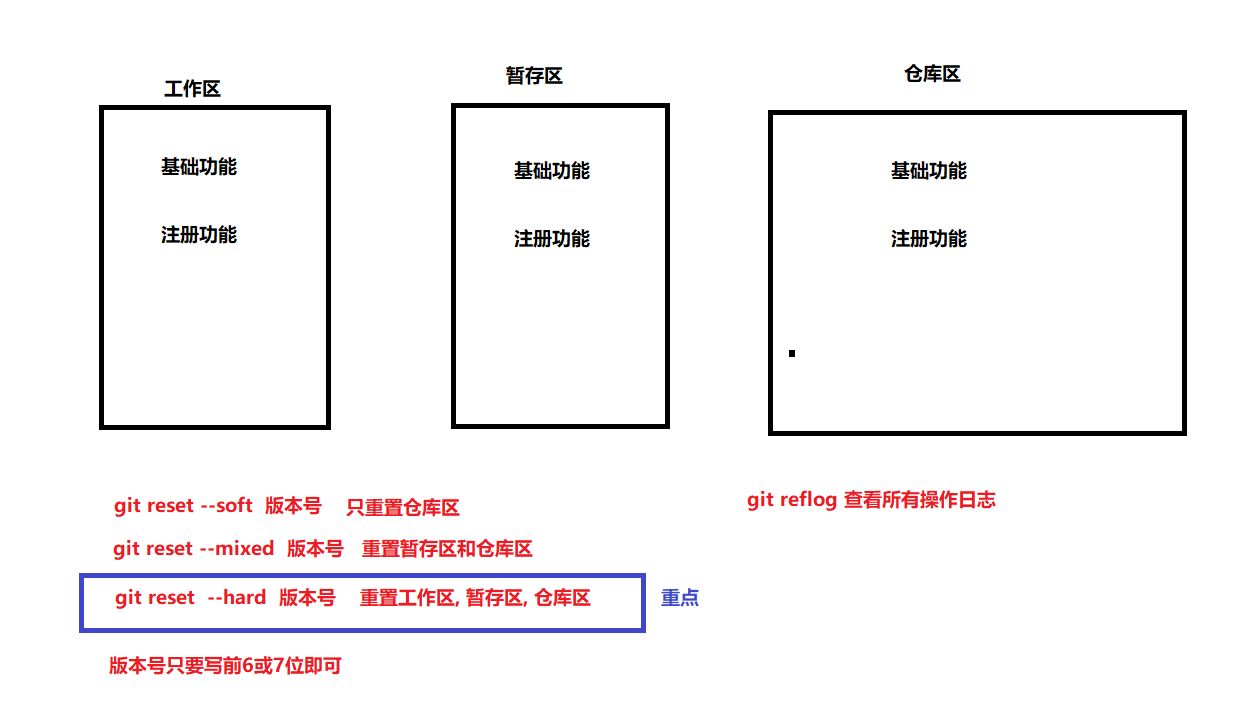 工作区
暂存区
仓库区
基础功能
基础功能
基础功能
注册功能
注册功能
注册功能
git reset --soft 版本号 只重置仓库区
git reflog 查看所有操作日志
git reset --mixed 版本号 重置暂存区和仓库区
git reset --hard 版本号 重置工作区, 暂存区, 仓库区
重点
版本号只要写前6或7位即可